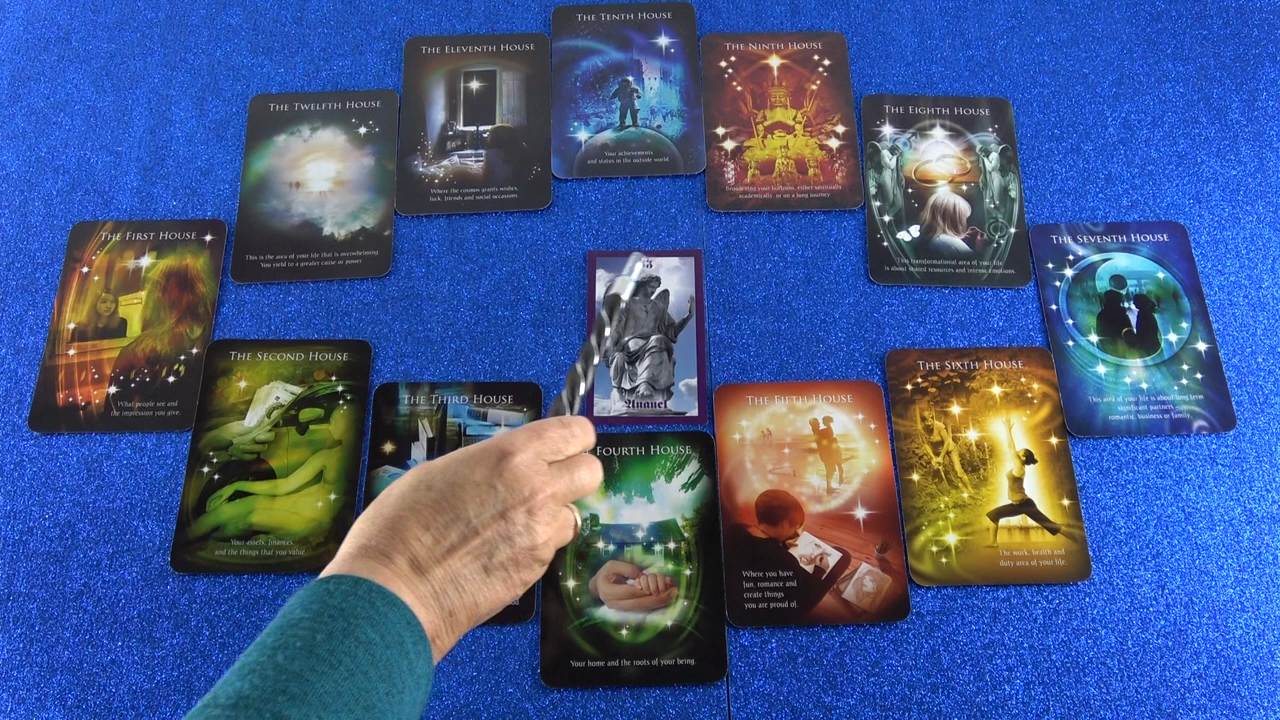 THE TENTH HOUSE
Your achievements
and status in the outside world.
THE ELEVENTH HOUSE
Where the cosmos grants wishes,
luck, friends and social occasions.
THE NINTH HOUSE
Broadening your horizons, either spiritually
academically, or on a long journey
THE TWELFTH HOUSE
This is the area of your life that is overwhelming
You yield to a greater cause or power
THE EIGHTH HOUSE
This transformational area of your life
is about shared resources and intense emotions.
THE FIRST HOUSE
What people see and
the impression you give.
THE SEVENTH HOUSE
This area of your life is about long term
significant partners
romantic, business or family.
Anauel
THE SECOND HOUSE
Your assets, finances,
and the things that you value
THE THIRD HOUSE
FOURTH HOUSE
Your home and the roots of your being.
THE FIFTH HOUSE
Where you have
fun, romance and
create things
you are proud of.
THE SIXTH HOUSE
The work, health and
duty area of your life.